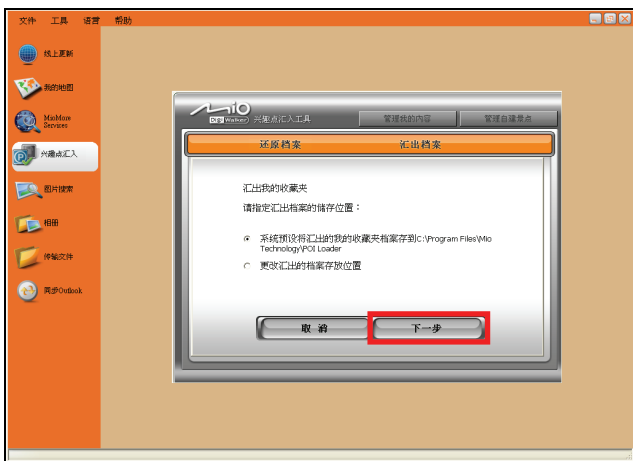 文件 工具 语言 帮助
线上更新
我的地图
MioMore
Services
兴趣点汇入
图片搜索
相册
传输文件
同步Outlook
Mio
DigiWalker 兴趣点汇入工具 管理我的内容 管理自建景点
还原档案 汇出档案
汇出我的收藏夹
请指定汇出档案的储存位置：
系统预设将汇出的我的收藏夹档案存到C:\Program Files\Mio
Technology\POI Loader
更改汇出的档案存放位置
取 消 下一步